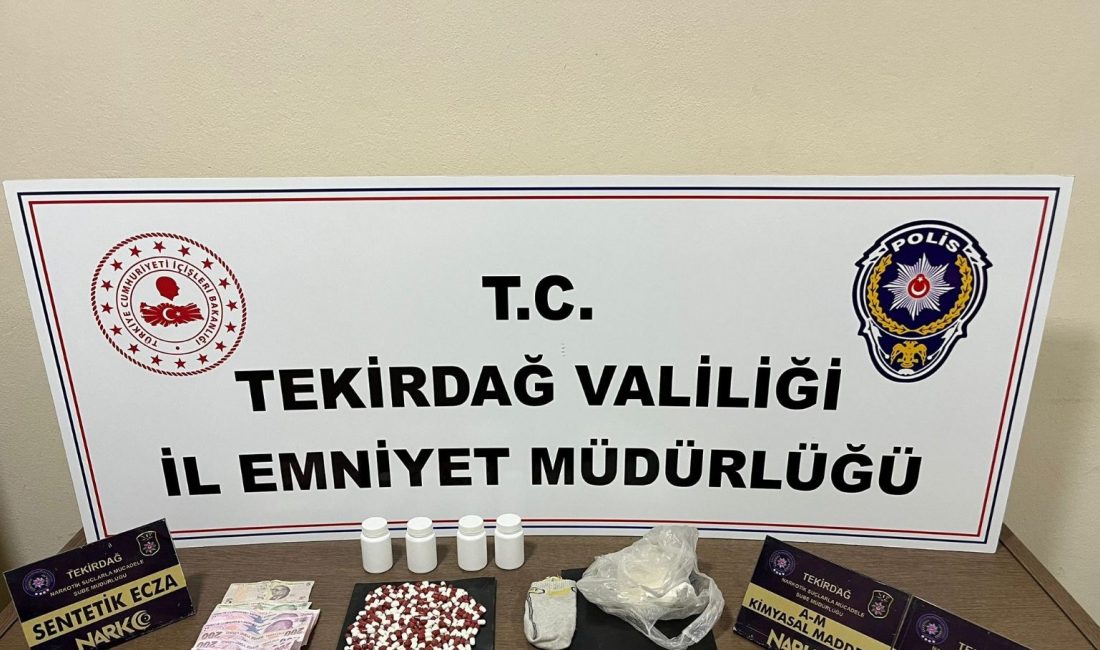 TÜRKİYE CUMHURİYETİ İÇİŞLERİ BAKANLIĞI
POLİS
T.C.
TEKİRDAĞ VALİLİĞİ
İL EMNİYET MÜDÜRLÜĞÜ
TEKİRDAĞ
NARKOTİK SUÇLARLA MÜCADELE
ŞUBE MÜDÜRLÜĞÜ
SENTETİK ECZA
NARKO
200
200
TEKİRDAĞ
NARKOTİK SUÇLARLA MÜCADELE
ŞUBE MÜDÜRLÜĞÜ
A-M
KİMYASAL MADDE
TEKİRDAĞ